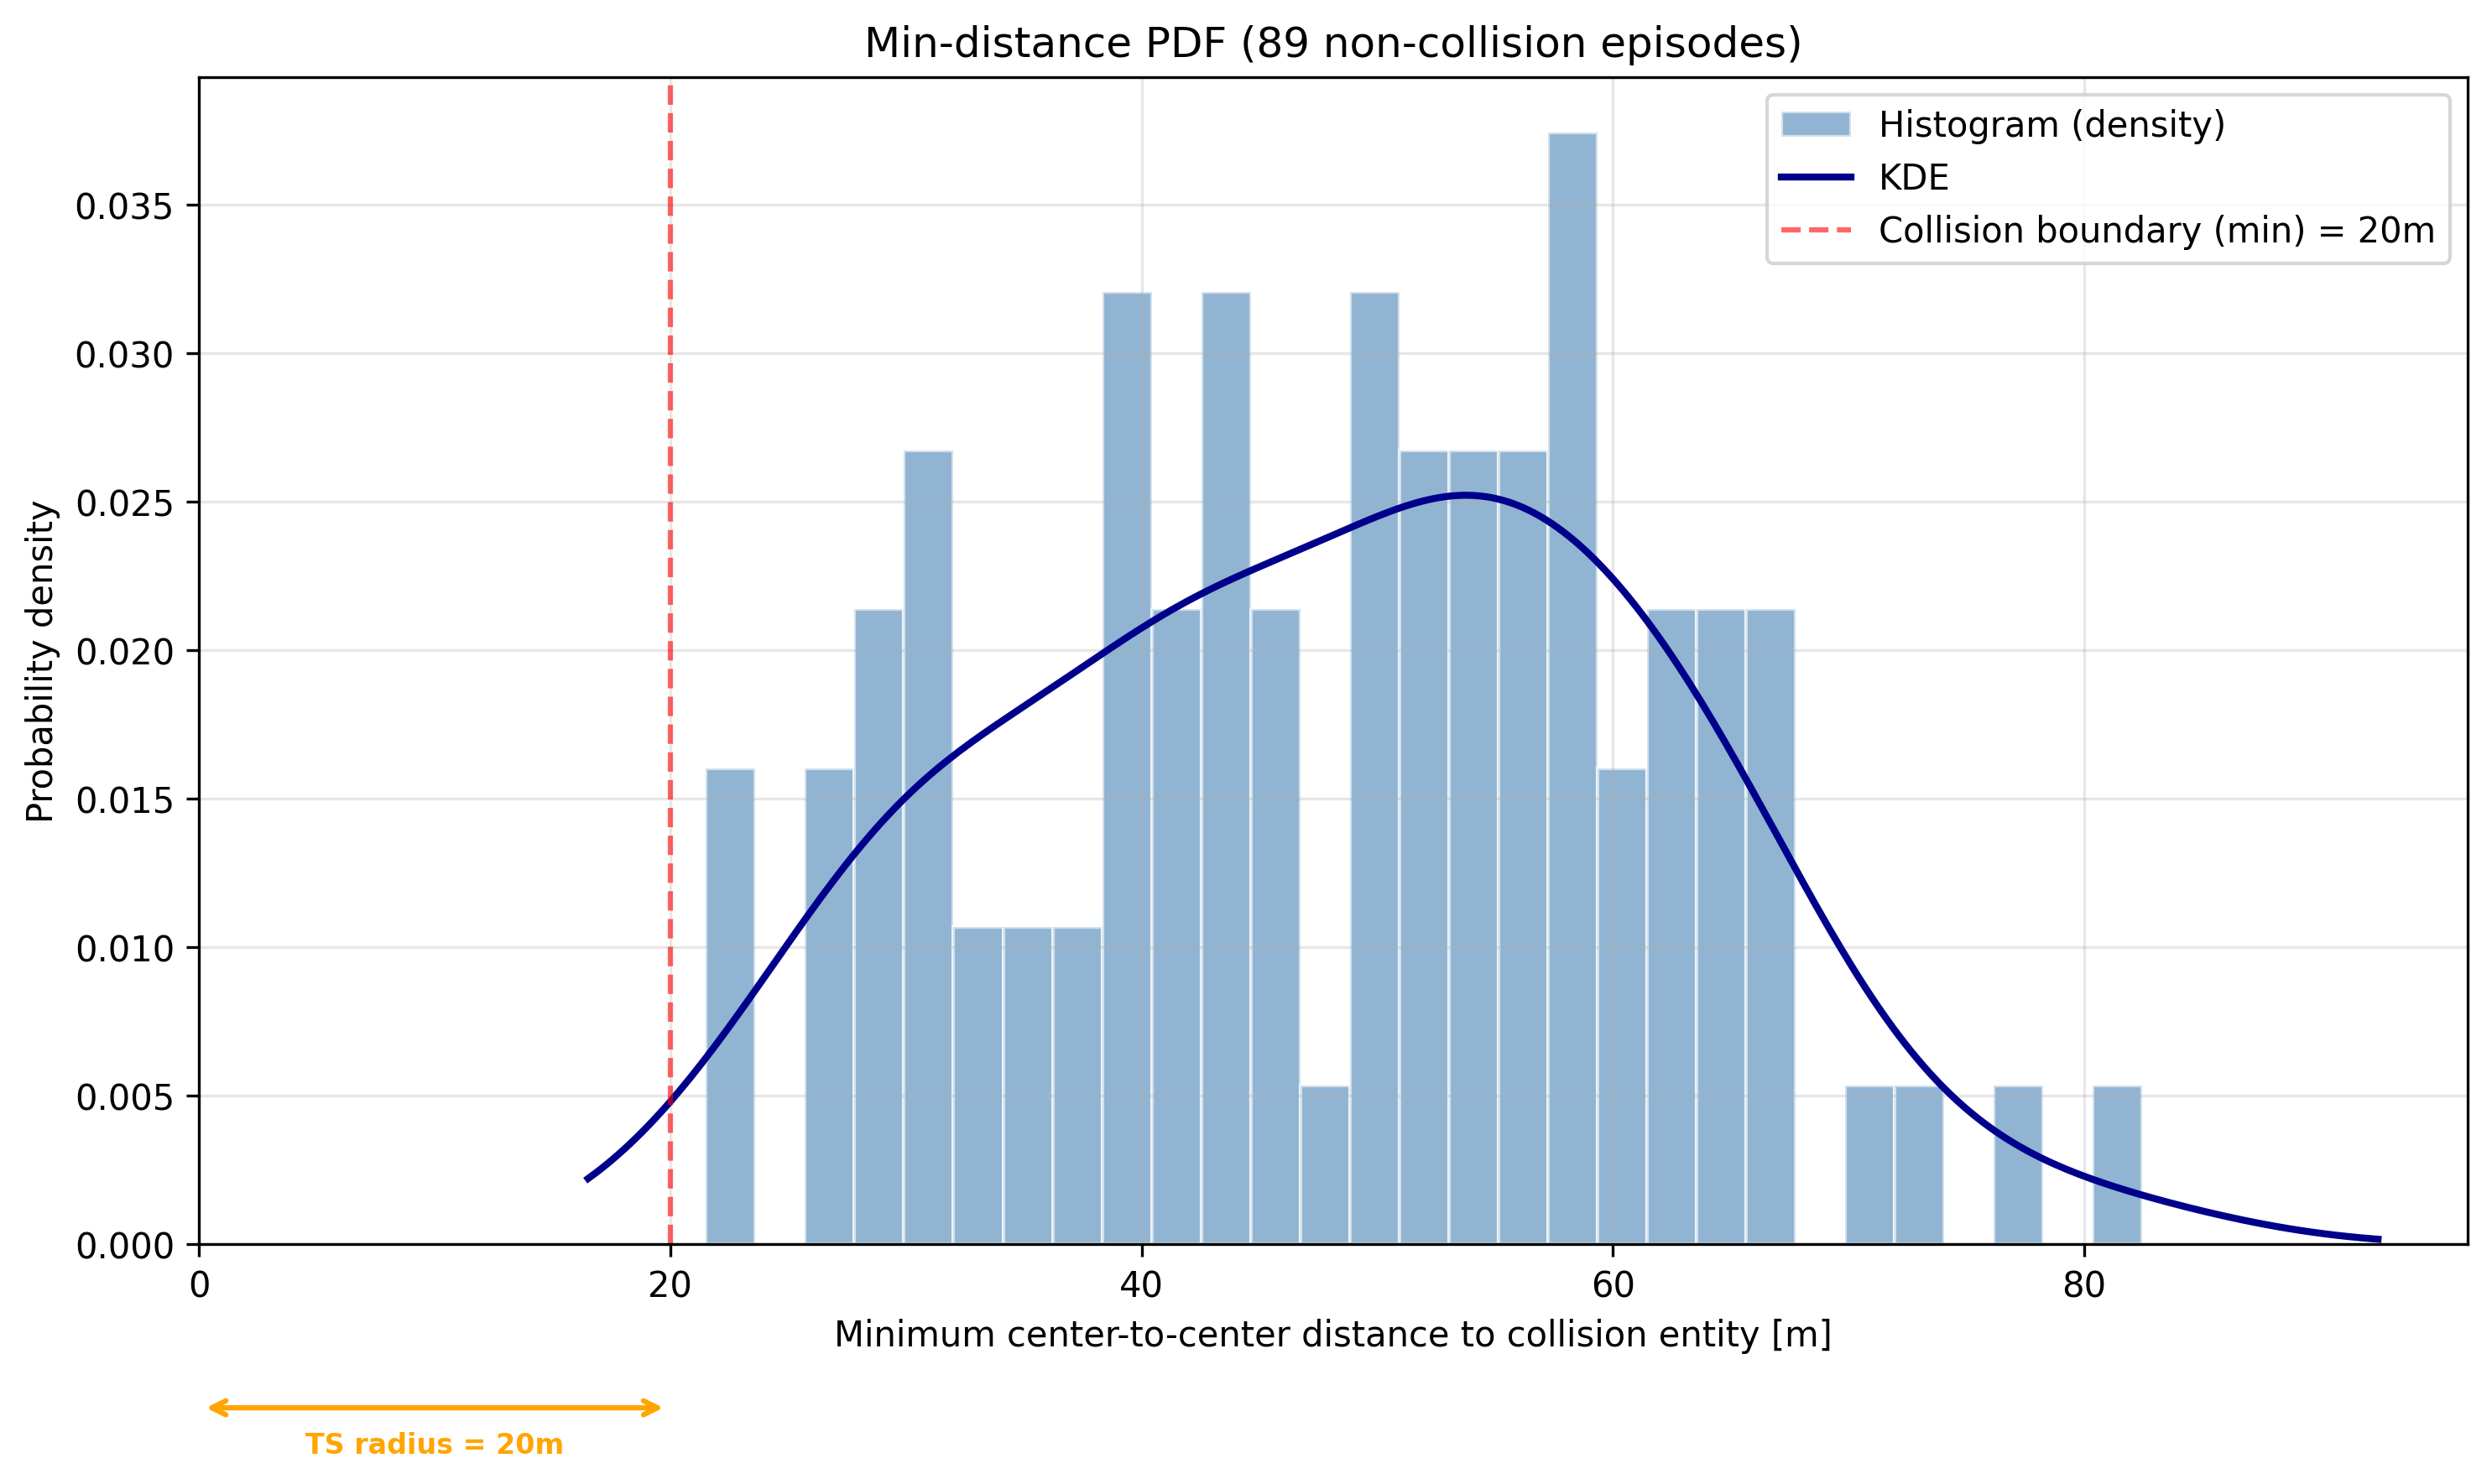 Min-distance PDF (89 non-collision episodes)
Histogram (density)
KDE
Collision boundary (min) = 20m
Probability density
0.035
0.030
0.025
0.020
0.015
0.010
0.005
0.000
0 20 40 60 80
Minimum center-to-center distance to collision entity [m]
TS radius = 20m